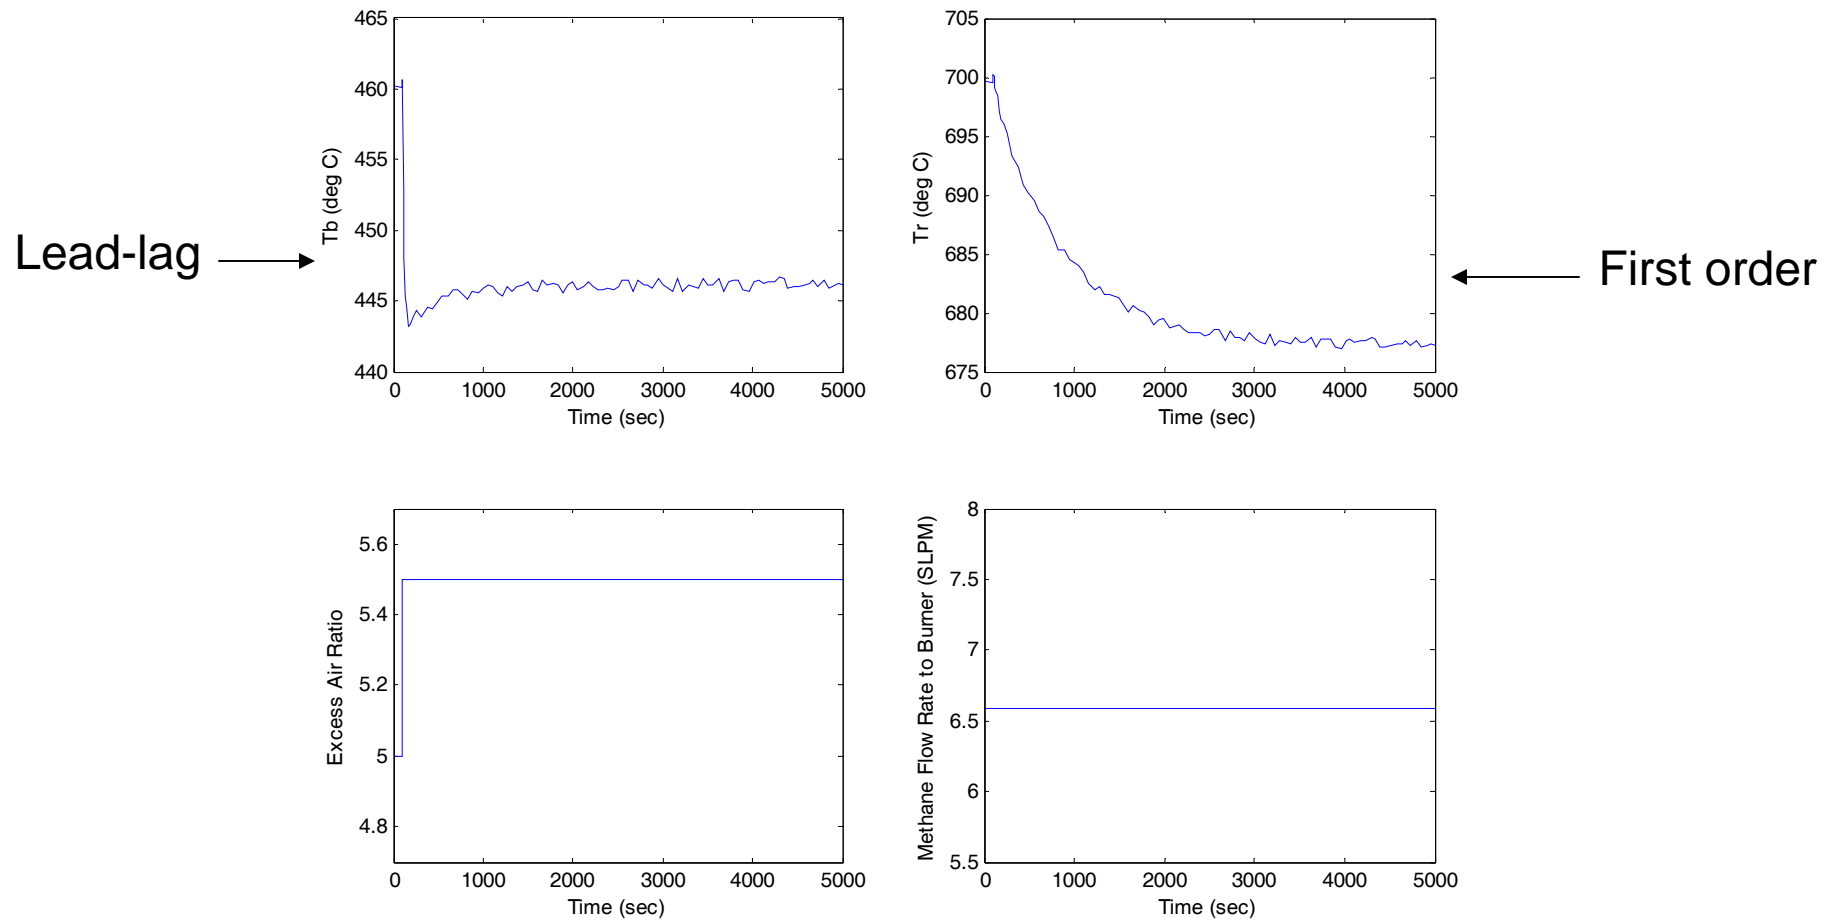 Lead-lag
465
460
455
450
445
440
Tb (deg C)
0 1000 2000 3000 4000 5000
Time (sec)
705
700
695
690
685
680
675
Tr (deg C)
0 1000 2000 3000 4000 5000
Time (sec)
First order
5.6
5.4
5.2
5
4.8
Excess Air Ratio
0 1000 2000 3000 4000 5000
Time (sec)
8
7.5
7
6.5
6
5.5
Methane Flow Rate to Burner (SLPM)
0 1000 2000 3000 4000 5000
Time (sec)